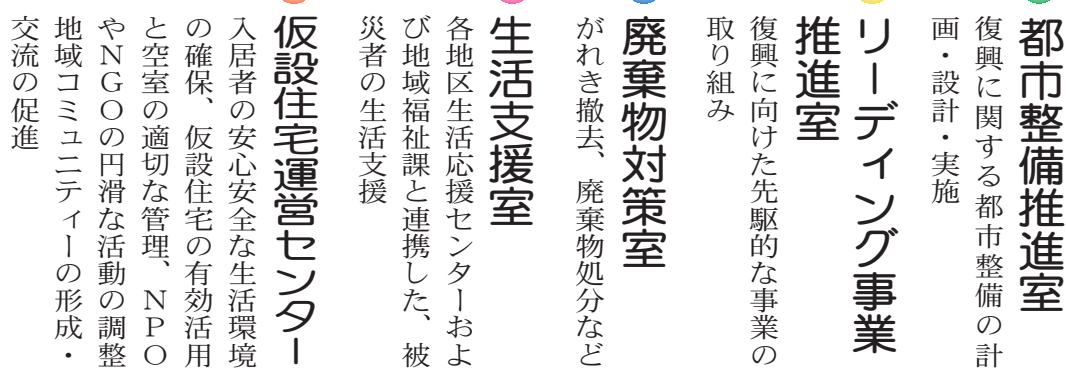 都市整備推進室
復興に関する都市整備の計
画・設計・実施
リーディング事業
推進室
復興に向けた先駆的な事業の
取り組み
廃棄物対策室
がれき撤去、廃棄物処分など
生活支援室
各地区生活応援センターおよ
び地域福祉課と連携した、被
災者の生活支援
仮設住宅運営センター
入居者の安心安全な生活環境
の確保、仮設住宅の有効活用
と空室の適切な管理、NPO
やNGOの円滑な活動の調整
地域コミュニティーの形成・
交流の促進